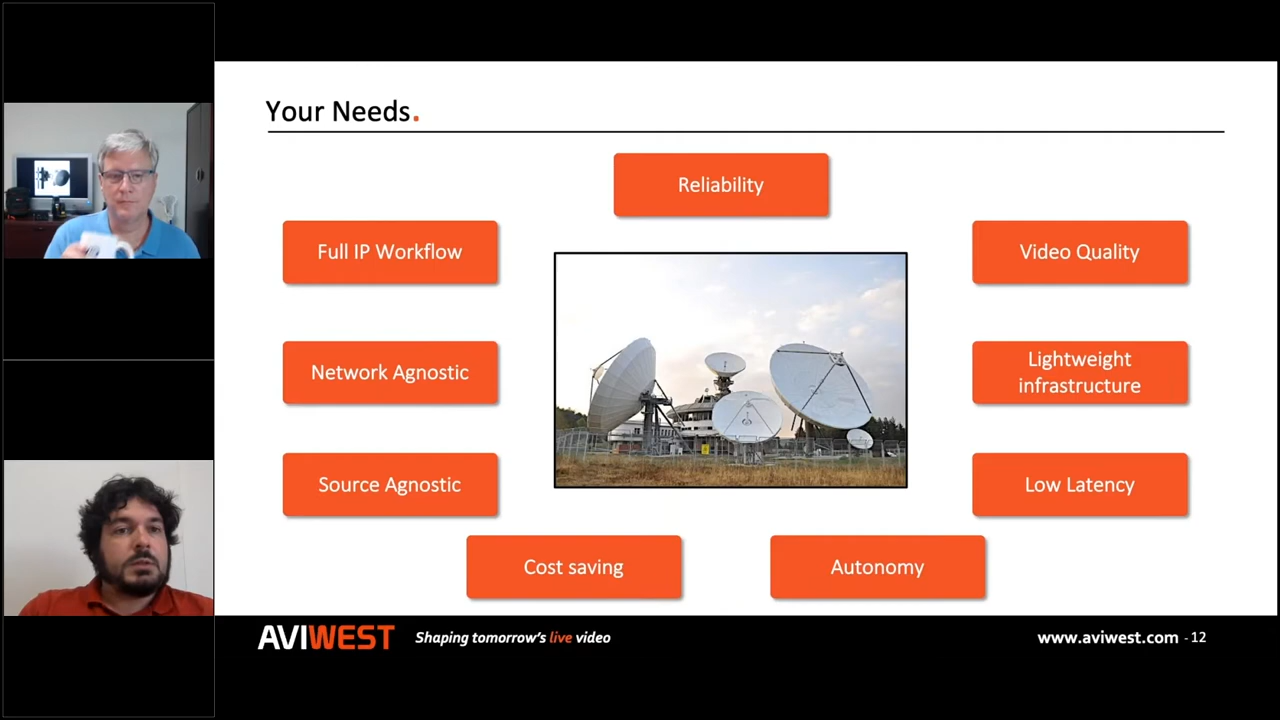 Your Needs.
Reliability
Full IP Workflow
Video Quality
Network Agnostic
Lightweight
infrastructure
Source Agnostic
Low Latency
Cost saving
Autonomy
AVIWEST
Shaping tomorrow's live video
www.aviwest.com - 12